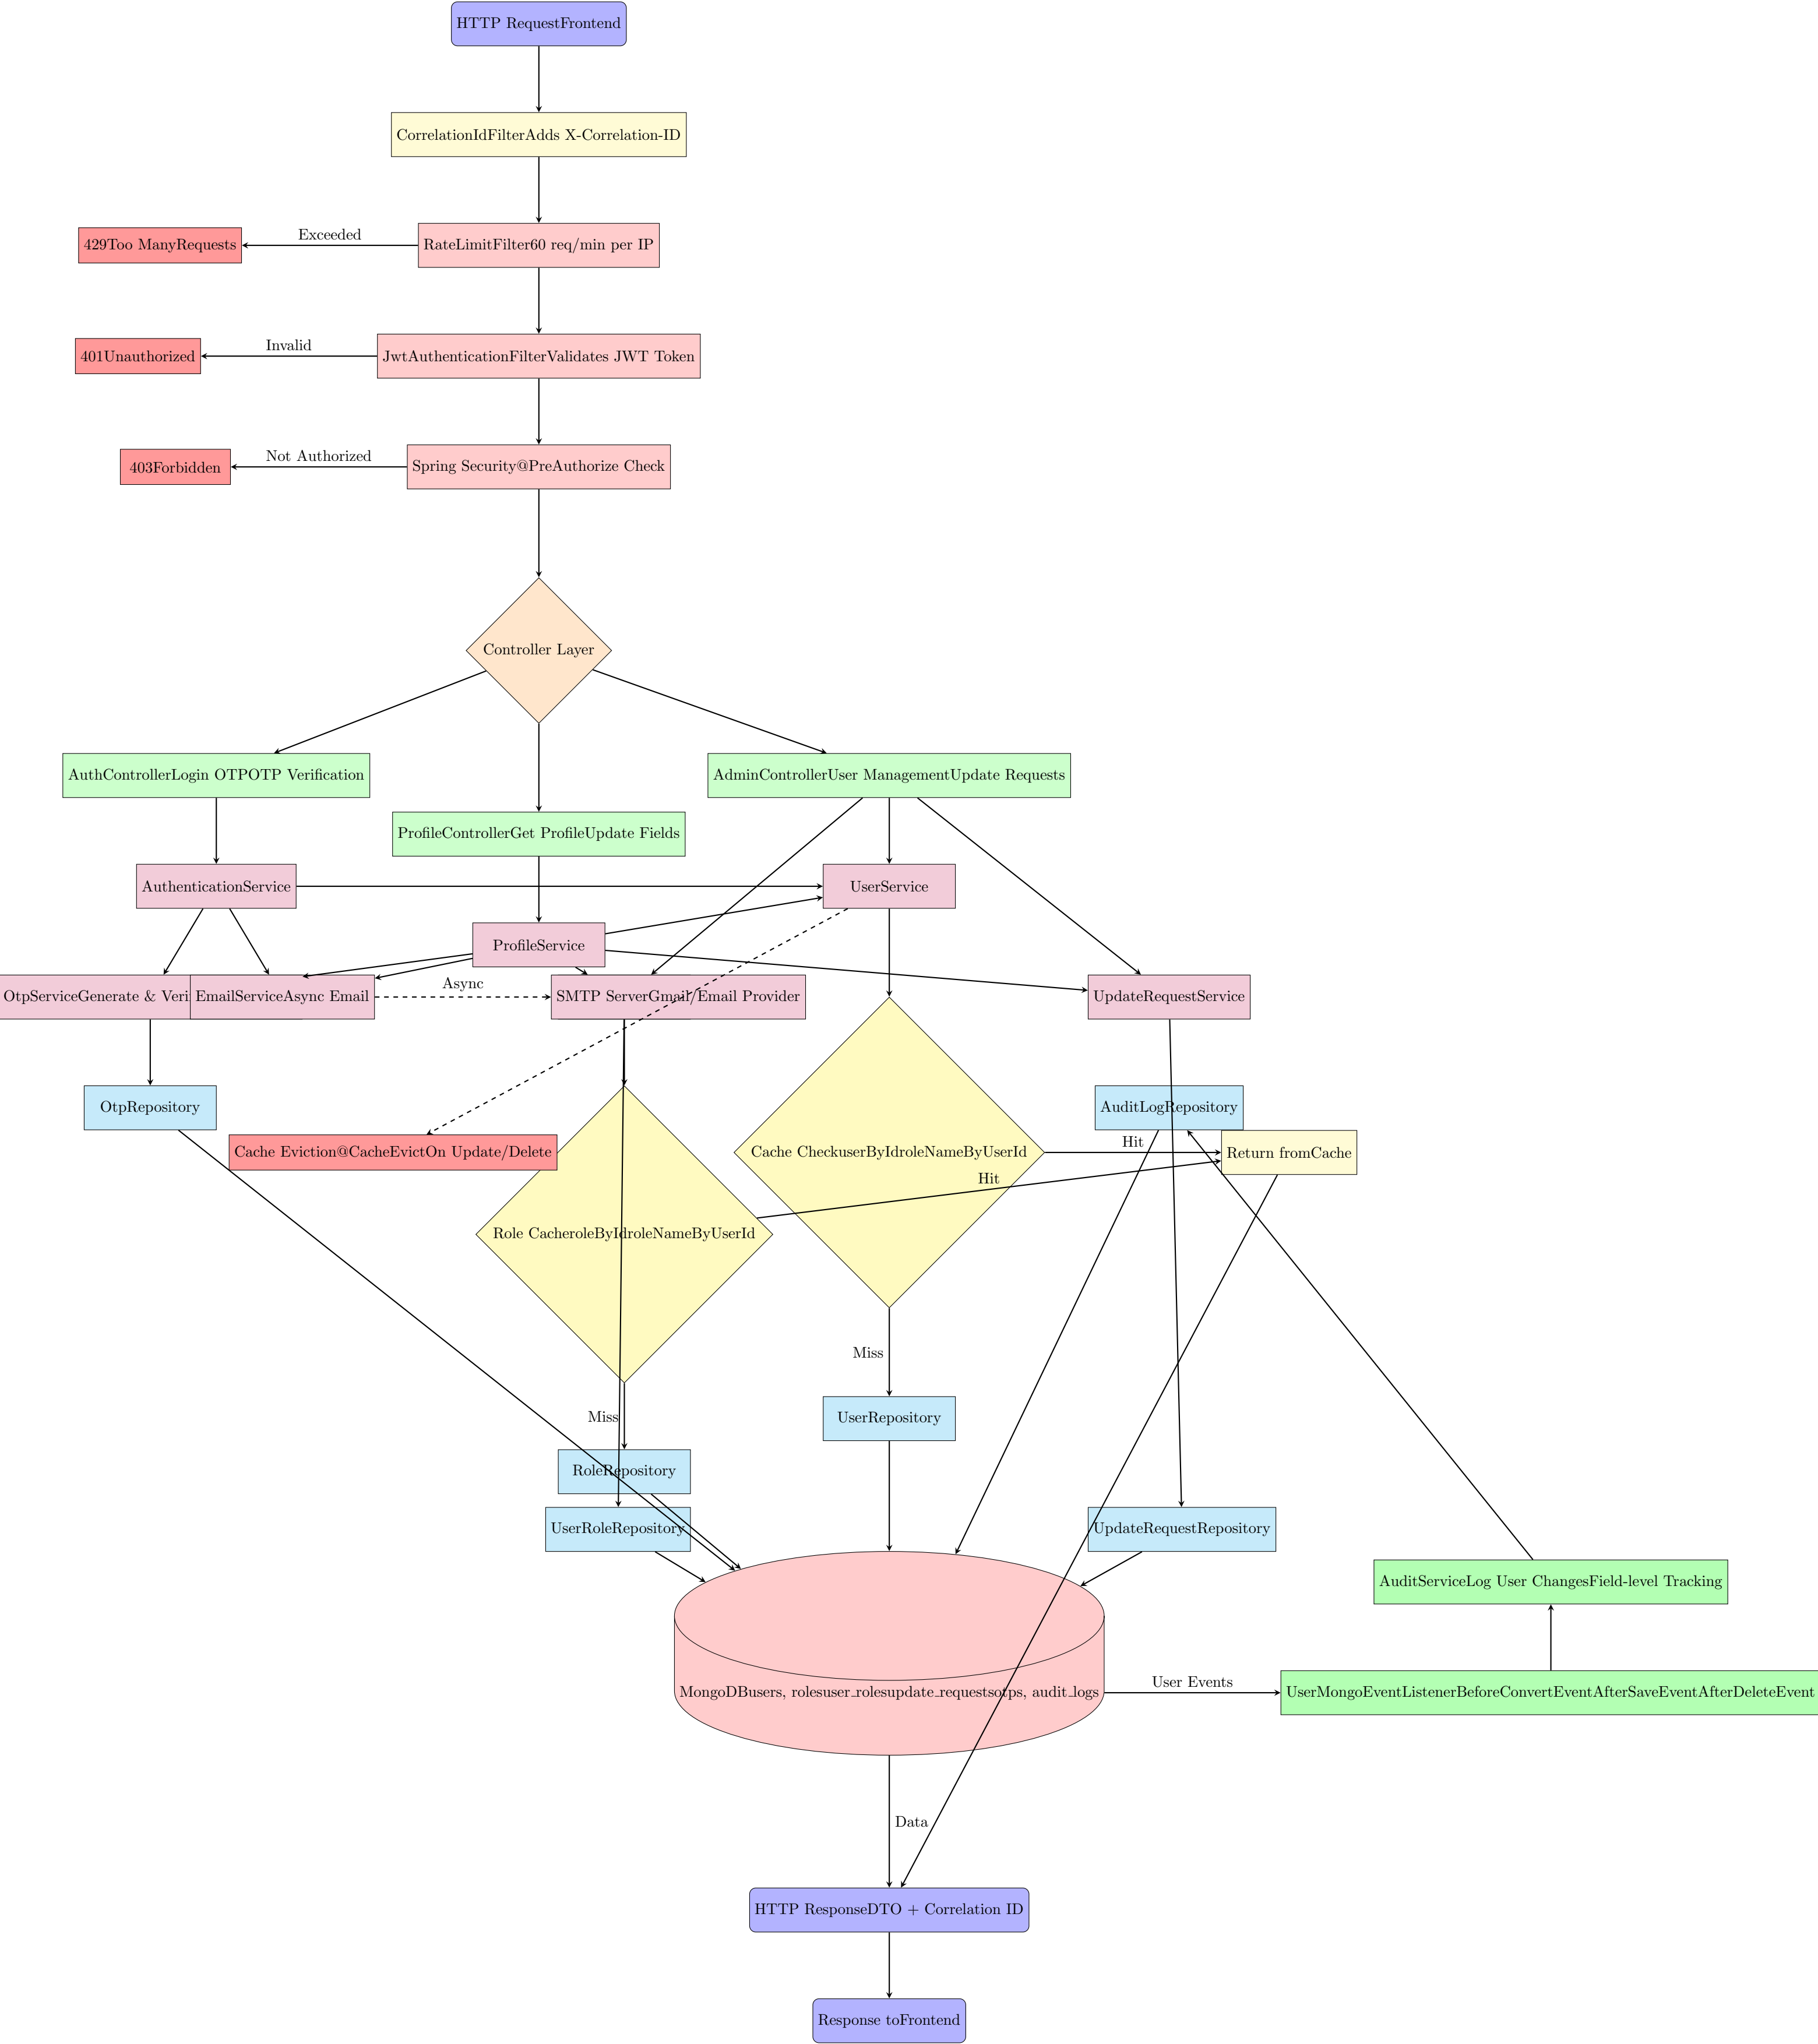 HTTP RequestFrontend
CorrelationIdFilterAdds X-Correlation-ID
Exceeded
429Too ManyRequests
RateLimitFilter60 req/min per IP
Invalid
401Unauthorized
JwtAuthenticationFilterValidates JWT Token
Not Authorized
403Forbidden
Spring Security@PreAuthorize Check
Controller Layer
AuthControllerLogin OTPOTP Verification
AdminControllerUser ManagementUpdate Requests
ProfileControllerGet ProfileUpdate Fields
AuthenticationService
UserService
ProfileService
Async
OtpServiceGenerate &
EmailServiceAsync Email
SMTP ServerGmail/Email Provider
UpdateRequestService
OtpRepository
AuditLogRepository
Hit
Cache Eviction@CacheEvictOn Update/Delete
Cache CheckuserByIdroleNameByUserId
Return fromCache
Hit
Role CacheroleByIdroleNameByUserId
Miss
Miss
UserRepository
RoleRepository
UserRoleRepository
UpdateRequestRepository
AuditServiceLog User ChangesField-level Tracking
User Events
MongoDBusers, rolesuser_rolesupdate_requestsotps, audit_logs
UserMongoEventListenerBeforeConvertEventAfterSaveEventAfterDeleteEvent
Data
HTTP ResponseDTO + Correlation ID
Response toFrontend